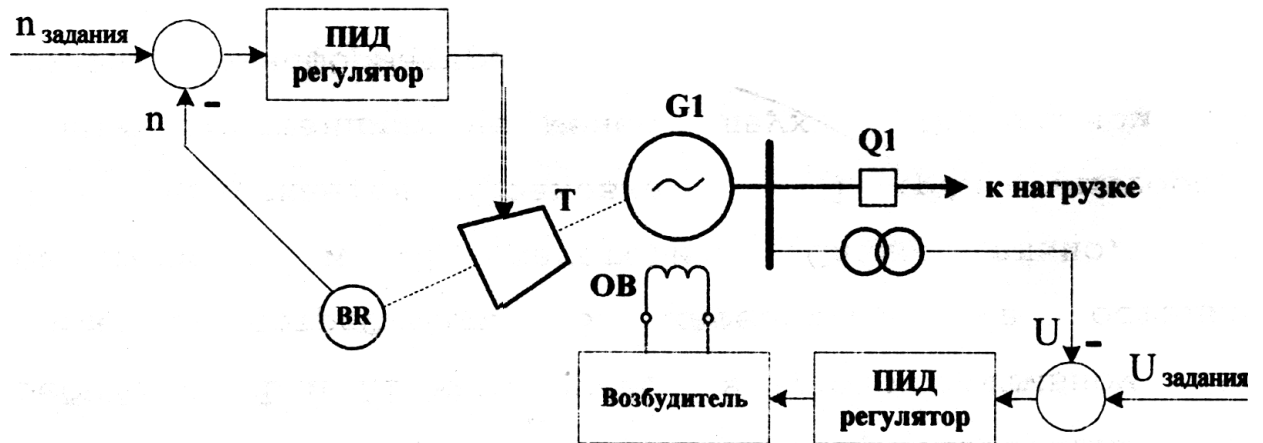 n задания
ПИД
регулятор
n
-
G1
Q1
к нагрузке
T
ОВ
BR
U
-
U задания
Возбудитель
ПИД
регулятор